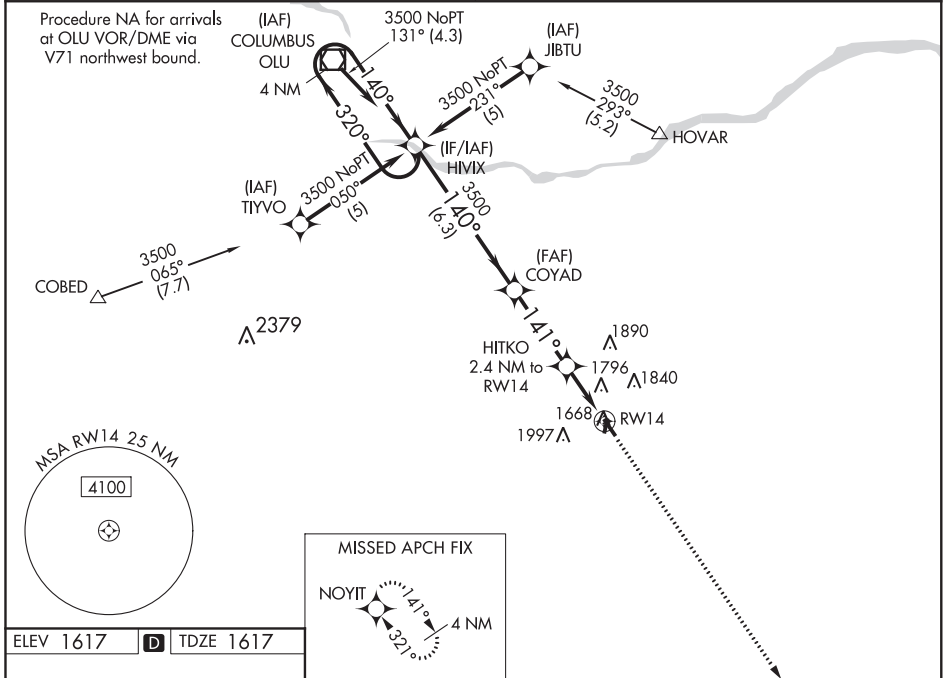 Procedure NA for arrivals
at OLU VOR/DME via
V71 northwest bound.
(IAF)
COLUMBUS
OLU
4 NM
3500 NoPT
131° (4.3)
140°
320°
(IAF)
JIBTU
3500 NoPT
231°
(5)
3500
293°
(5.2)
HOVAR
(IF/IAF)
HIVIX
(IAF)
TIYVO
3500 NoPT
050°
(5)
3500
140°
(6.3)
COBED
3500
065°
(7.7)
(FAF)
COYAD
141°
2379
HITKO
2.4 NM to
RW14
1890
1796
1840
1668
RW14
1997
MSA RW14 25 NM
4100
MISSED APCH FIX
NOYIT
141°
321°
4 NM
ELEV 1617 D TDZE 1617